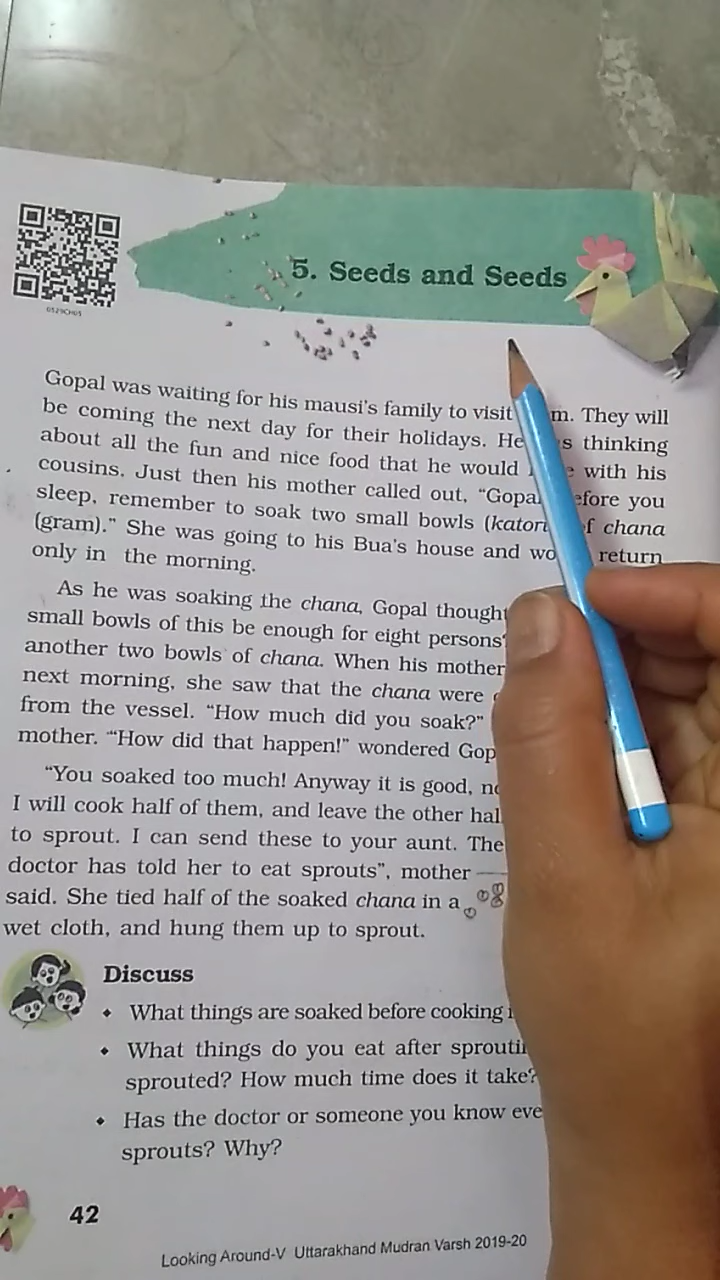 0529CH05
5. Seeds and Seeds
Gopal was waiting for his mausi's family to visit m. They will
be coming the next day for their holidays. He s thinking
about all the fun and nice food that he would e with his
cousins. Just then his mother called out, “Gopa efore you
sleep, remember to soak two small bowls (katori f chana
(gram).” She was going to his Bua's house and wo return
only in the morning.
As he was soaking the chana, Gopal thought
small bowls of this be enough for eight persons
another two bowls of chana. When his mother
next morning, she saw that the chana were
from the vessel. “How much did you soak?”
mother. “How did that happen!” wondered Gop
“You soaked too much! Anyway it is good, no
I will cook half of them, and leave the other hal
to sprout. I can send these to your aunt. The
doctor has told her to eat sprouts”, mother
said. She tied half of the soaked chana in a
wet cloth, and hung them up to sprout.
Discuss
• What things are soaked before cooking
• What things do you eat after sprouti
sprouted? How much time does it take?
• Has the doctor or someone you know eve
sprouts? Why?
42
Looking Around-V Uttarakhand Mudran Varsh 2019-20